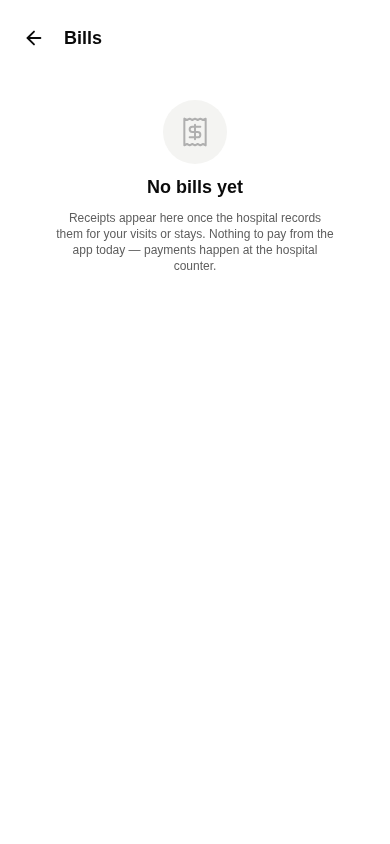 Bills
No bills yet
Receipts appear here once the hospital records
them for your visits or stays. Nothing to pay from the
app today — payments happen at the hospital
counter.